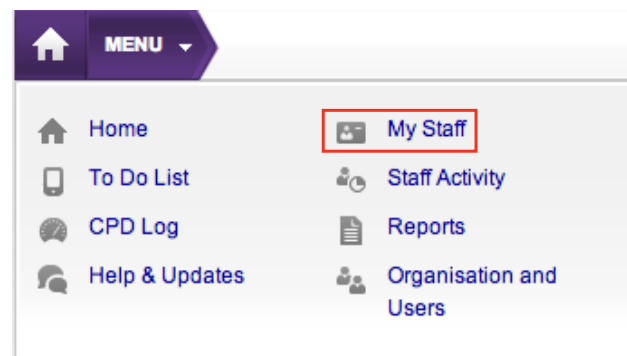 MENU
Home
To Do List
CPD Log
Help & Updates
My Staff
Staff Activity
Reports
Organisation and
Users